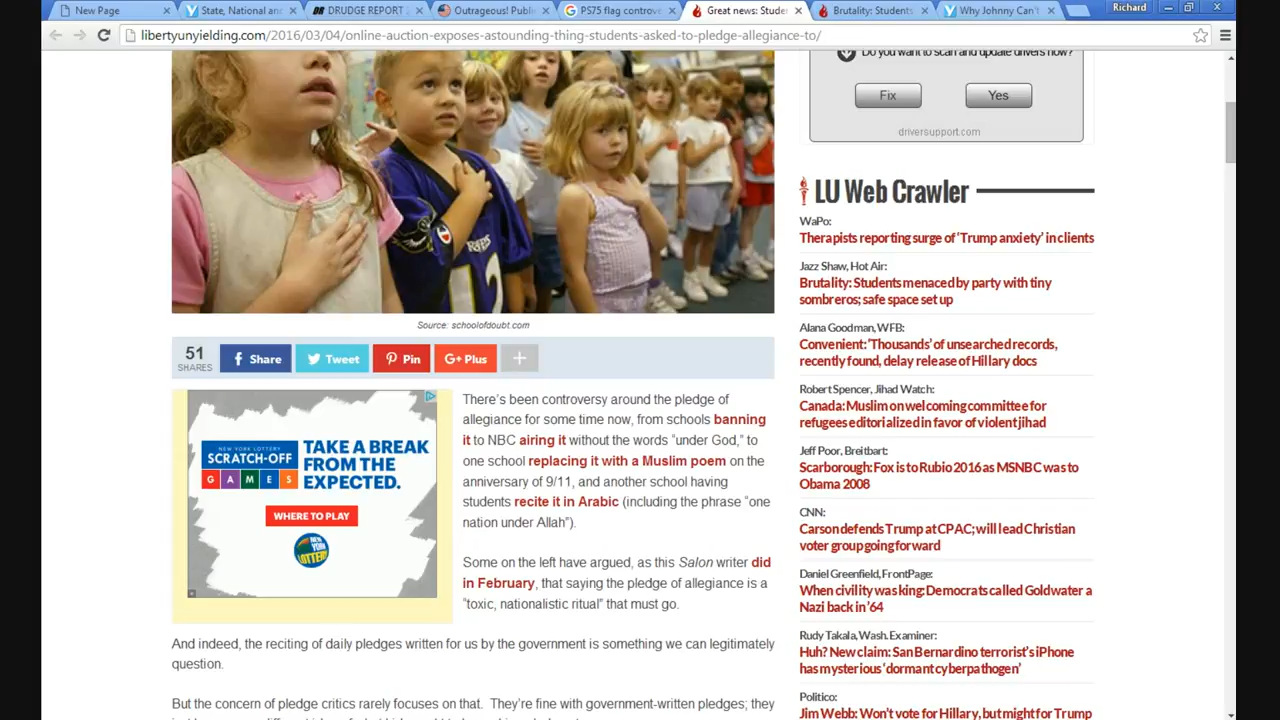 New Page
State, National an
DRUDGE REPORT
Outrageous! Publi
PS75 flag controve
Great news: Stude
Brutality: Students
Why Johnny Can't
Richard
libertyunyielding.com/2016/03/04/online-auction-exposes-astounding-thing-students-asked-to-pledge-allegiance-to/
Do you want to scan and update drivers now?
Fix
Yes
driversupport.com
RAVENS
Source: schoolofdoubt.com
51
SHARES
Share
Tweet
Pin
G+ Plus
+
NEW YORK LOTTERY
SCRATCH-OFF
GAMES
TAKE A BREAK
FROM THE
EXPECTED.
WHERE TO PLAY
NEW YORK
LOTTERY
There's been controversy around the pledge of
allegiance for some time now, from schools banning
it to NBC airing it without the words "under God," to
one school replacing it with a Muslim poem on the
anniversary of 9/11, and another school having
students recite it in Arabic (including the phrase "one
nation under Allah").
Some on the left have argued, as this Salon writer did
in February, that saying the pledge of allegiance is a
"toxic, nationalistic ritual" that must go.
And indeed, the reciting of daily pledges written for us by the government is something we can legitimately
question.
But the concern of pledge critics rarely focuses on that. They're fine with government-written pledges; they
LU Web Crawler
WaPo:
Therapists reporting surge of 'Trump anxiety' in clients
Jazz Shaw, Hot Air:
Brutality: Students menaced by party with tiny
sombreros; safe space set up
Alana Goodman, WFB:
Convenient: 'Thousands' of unsearched records,
recently found, delay release of Hillary docs
Robert Spencer, Jihad Watch:
Canada: Muslim on welcoming committee for
refugees editorialized in favor of violent jihad
Jeff Poor, Breitbart:
Scarborough: Fox is to Rubio 2016 as MSNBC was to
Obama 2008
CNN:
Carson defends Trump at CPAC; will lead Christian
voter group going forward
Daniel Greenfield, FrontPage:
When civility was king: Democrats called Goldwater a
Nazi back in '64
Rudy Takala, Wash. Examiner:
Huh? New claim: San Bernardino terrorist's iPhone
has mysterious 'dormant cyber pathogen'
Politico:
Jim Webb: Won't vote for Hillary, but might for Trump